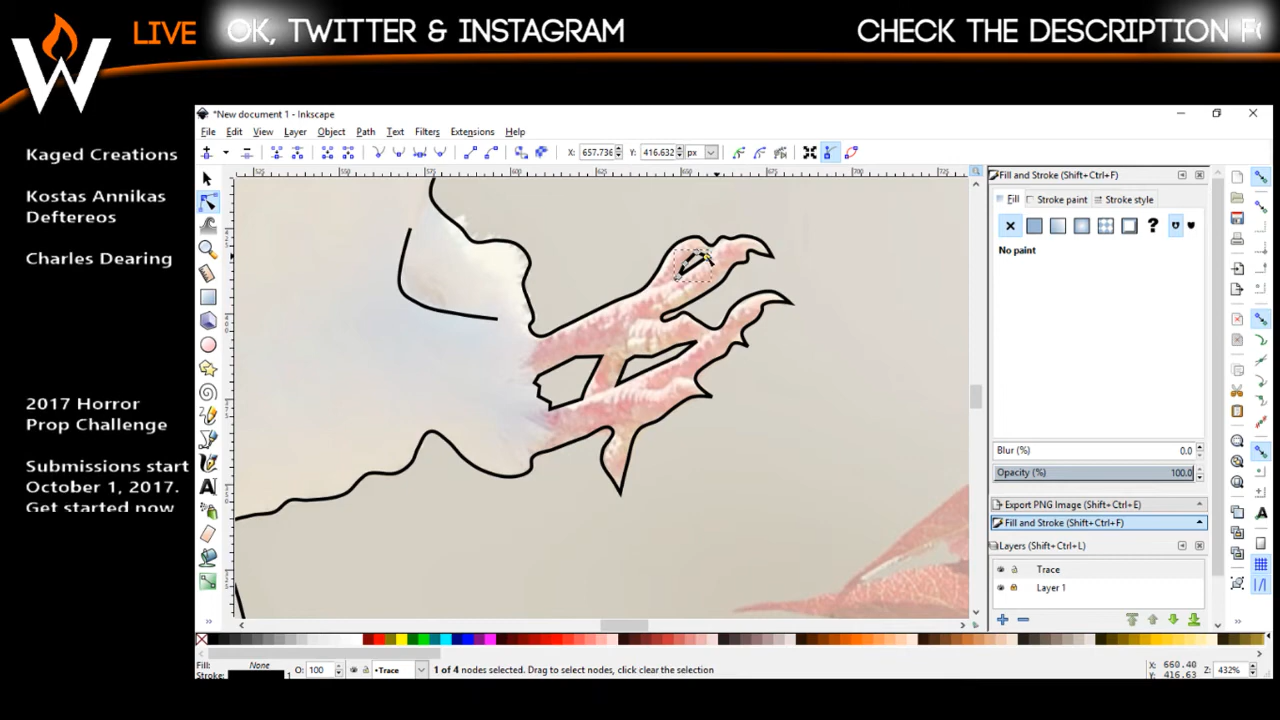 W LIVE OK, TWITTER & INSTAGRAM CHECK THE DESCRIPTION
Kaged Creations
Kostas Annikas
Deftereos
Charles Dearing
2017 Horror
Prop Challenge
Submissions start
October 1, 2017.
Get started now
*New document 1 - Inkscape
File Edit View Layer Object Path Text Filters Extensions Help
X: 657.736 Y: 416.632 px
Fill and Stroke (Shift+Ctrl+F)
Fill Stroke paint Stroke style
No paint
Blur (%) 0.0
Opacity (%) 100.0
Export PNG Image (Shift+Ctrl+E)
Fill and Stroke (Shift+Ctrl+F)
Layers (Shift+Ctrl+L)
Trace
Layer 1
Fill: None
Stroke: 1
O: 100
•Trace
1 of 4 nodes selected. Drag to select nodes, click clear the selection
X: 660.40
Y: 416.63
Z: 432%